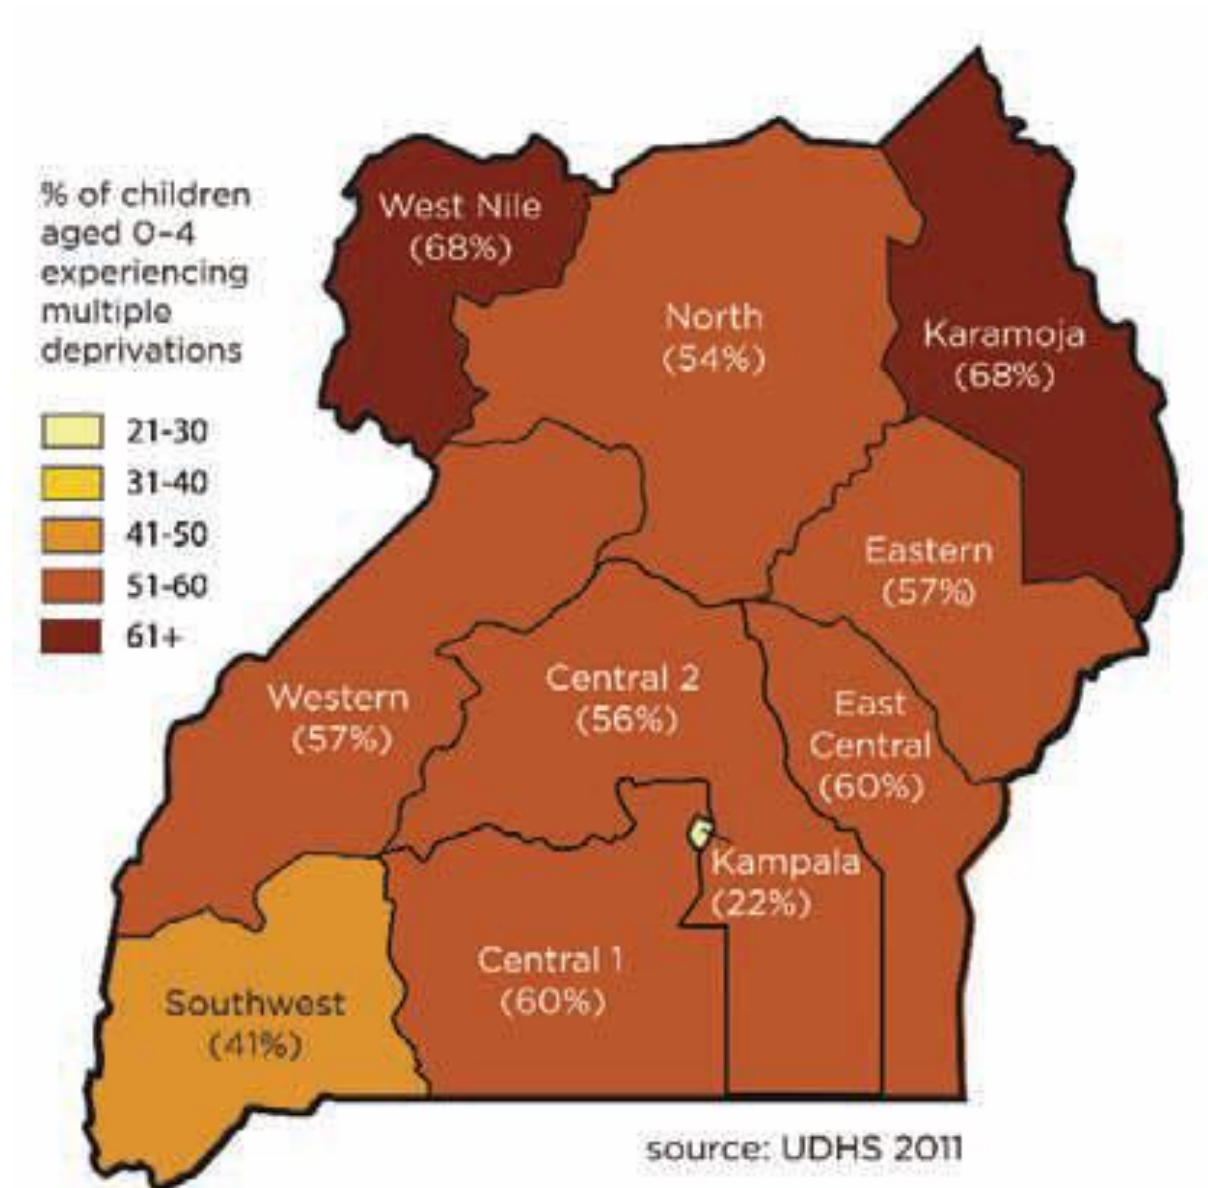 % of children
aged 0–4
experiencing
multiple
deprivations
21-30
31-40
41-50
51-60
61+
West Nile
(68%)
North
(54%)
Karamoja
(68%)
Eastern
(57%)
Western
(57%)
Central 2
(56%)
East
Central
(60%)
Kampala
(22%)
Central 1
(60%)
Southwest
(41%)
source: UDHS 2011